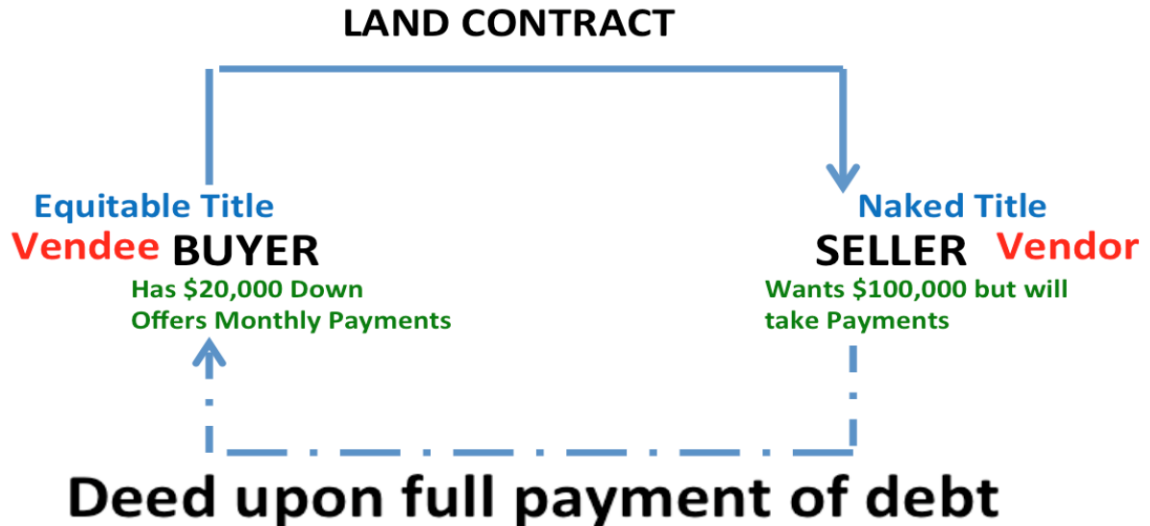 LAND CONTRACT
Equitable Title
Naked Title
Vendee BUYER
SELLER Vendor
Has $20,000 Down
Offers Monthly Payments
Wants $100,000 but will
take Payments
Deed upon full payment of debt